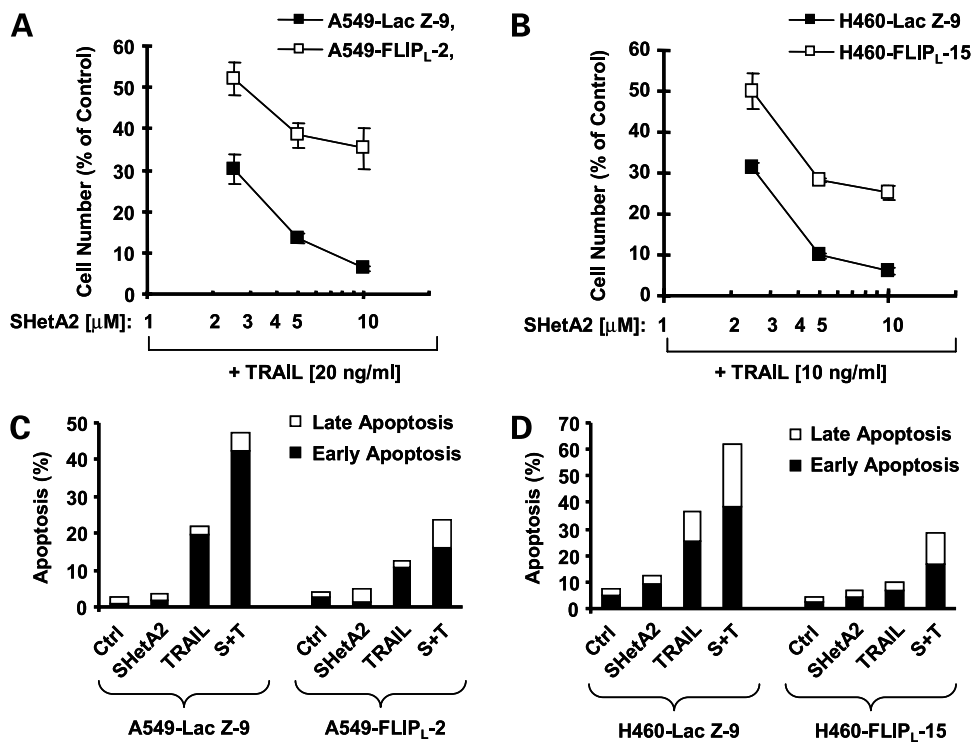 A
A549-Lac Z-9,
A549-FLIPL-2,
Cell Number (% of Control)
60
50
40
30
20
10
0
SHetA2 [μM]: 1 2 3 4 5 10
+ TRAIL [20 ng/ml]
B
H460-Lac Z-9
H460-FLIPL-15
Cell Number (% of Control)
60
50
40
30
20
10
0
SHetA2 [μM]: 1 2 3 4 5 10
+ TRAIL [10 ng/ml]
C
Late Apoptosis
Early Apoptosis
Apoptosis (%)
50
40
30
20
10
0
Ctrl
SHetA2
TRAIL
S+T
Ctrl
SHetA2
TRAIL
S+T
A549-Lac Z-9
A549-FLIPL-2
D
Late Apoptosis
Early Apoptosis
Apoptosis (%)
70
60
50
40
30
20
10
0
Ctrl
SHetA2
TRAIL
S+T
Ctrl
SHetA2
TRAIL
S+T
H460-Lac Z-9
H460-FLIPL-15